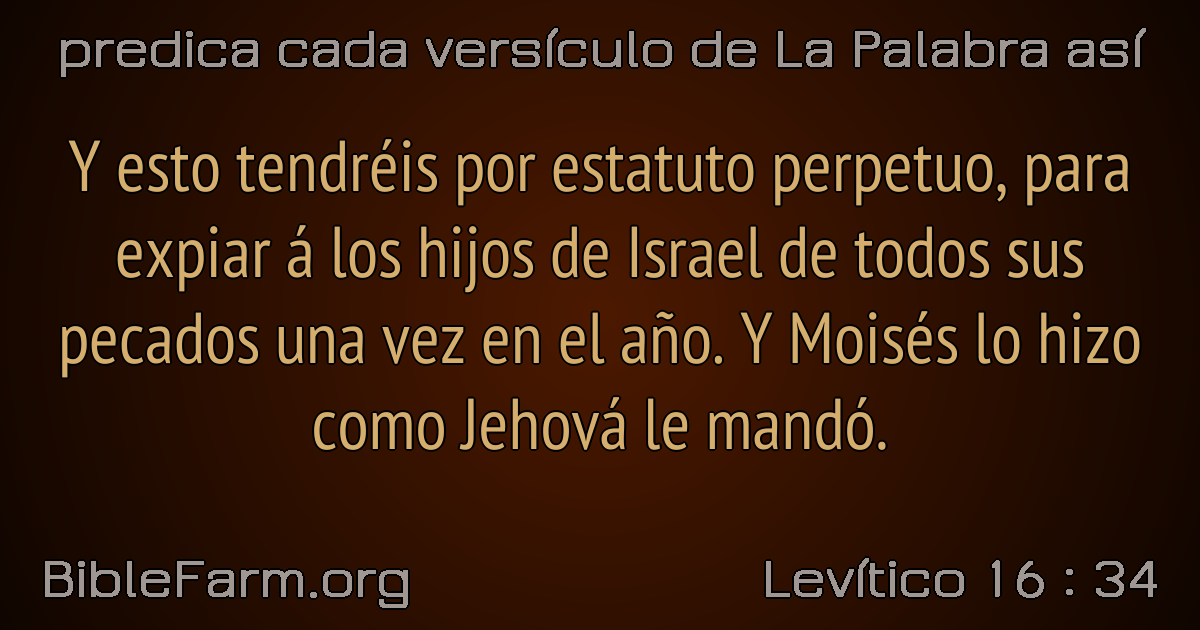 predica cada versículo de La Palabra así
Y esto tendréis por estatuto perpetuo, para
expiar á los hijos de Israel de todos sus
pecados una vez en el año. Y Moisés lo hizo
como Jehová le mandó.
BibleFarm.org
Levítico 16 : 34